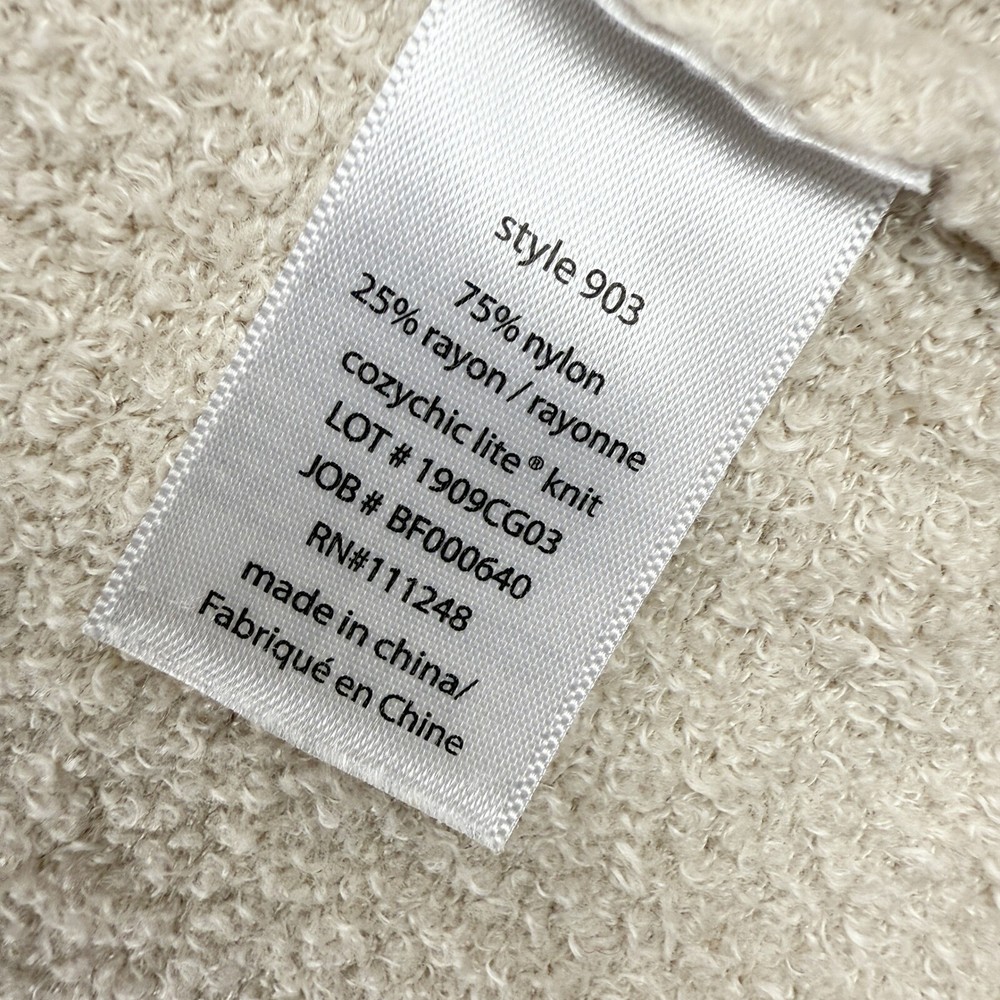 style 903
75% nylon
25% rayon / rayonne
cozychic lite® knit
LOT # 1909CG03
JOB # BF000640
RN#111248
made in china/
Fabriqué en Chine